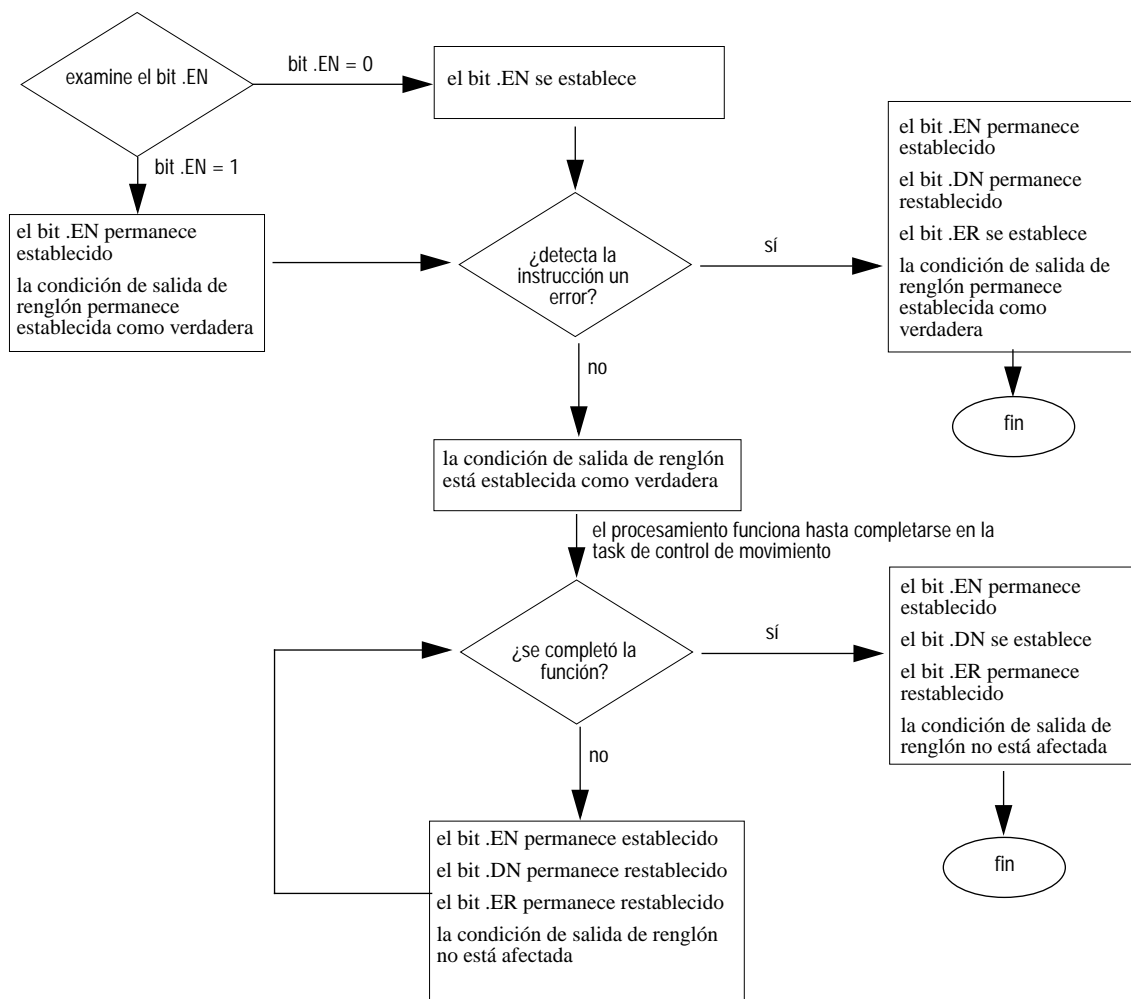 examine el bit .EN
bit .EN = 0
el bit .EN se establece
bit .EN = 1
el bit .EN permanece
establecido
la condición de salida de
renglón permanece
establecida como verdadera
¿detecta la
instrucción un
error?
sí
el bit .EN permanece
establecido
el bit .DN permanece
restablecido
el bit .ER se establece
la condición de salida de
renglón permanece
establecida como
verdadera
fin
no
la condición de salida de renglón
está establecida como verdadera
el procesamiento funciona hasta completarse en la
task de control de movimiento
¿se completó la
función?
sí
el bit .EN permanece
establecido
el bit .DN se establece
el bit .ER permanece
restablecido
la condición de salida de
renglón no está afectada
fin
no
el bit .EN permanece establecido
el bit .DN permanece restablecido
el bit .ER permanece restablecido
la condición de salida de renglón
no está afectada